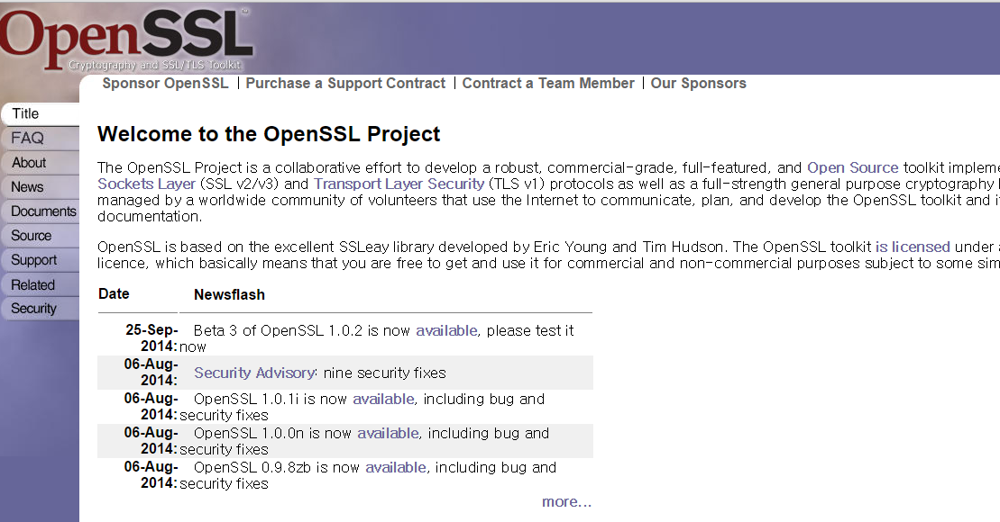 OpenSSL
Cryptography and SSL/TLS Toolkit
Sponsor OpenSSL | Purchase a Support Contract | Contract a Team Member | Our Sponsors
Title
FAQ
About
News
Documents
Source
Support
Related
Security
Welcome to the OpenSSL Project
The OpenSSL Project is a collaborative effort to develop a robust, commercial-grade, full-featured, and Open Source toolkit
Sockets Layer (SSL v2/v3) and Transport Layer Security (TLS v1) protocols as well as a full-strength general purpose cryptography
managed by a worldwide community of volunteers that use the Internet to communicate, plan, and develop the OpenSSL toolkit and
documentation.
OpenSSL is based on the excellent SSLeay library developed by Eric Young and Tim Hudson. The OpenSSL toolkit is licensed under
licence, which basically means that you are free to get and use it for commercial and non-commercial purposes subject to some
Date Newsflash
25-Sep- Beta 3 of OpenSSL 1.0.2 is now available, please test it
2014: now
06-Aug-
2014: Security Advisory: nine security fixes
06-Aug- OpenSSL 1.0.1i is now available, including bug and
2014: security fixes
06-Aug- OpenSSL 1.0.0n is now available, including bug and
2014: security fixes
06-Aug- OpenSSL 0.9.8zb is now available, including bug and
2014: security fixes
more...